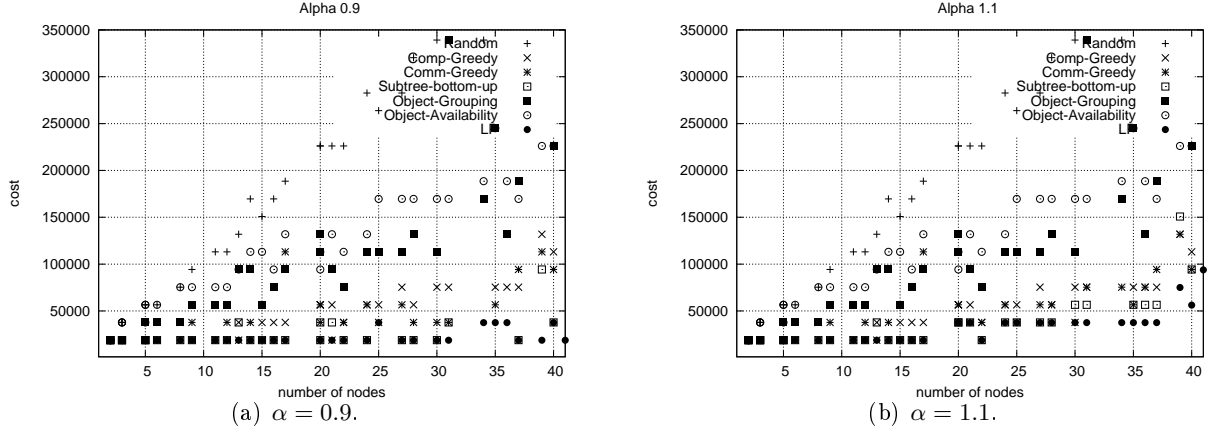 Alpha 0.9
350000
300000
250000
200000
150000
100000
50000
cost
5 10 15 20 25 30 35 40
number of nodes
Random
Comp-Greedy
Comm-Greedy
Subtree-bottom-up
Object-Grouping
Object-Availability
LP
(a) α = 0.9.
Alpha 1.1
350000
300000
250000
200000
150000
100000
50000
cost
5 10 15 20 25 30 35 40
number of nodes
Random
Comp-Greedy
Comm-Greedy
Subtree-bottom-up
Object-Grouping
Object-Availability
(b) α = 1.1.